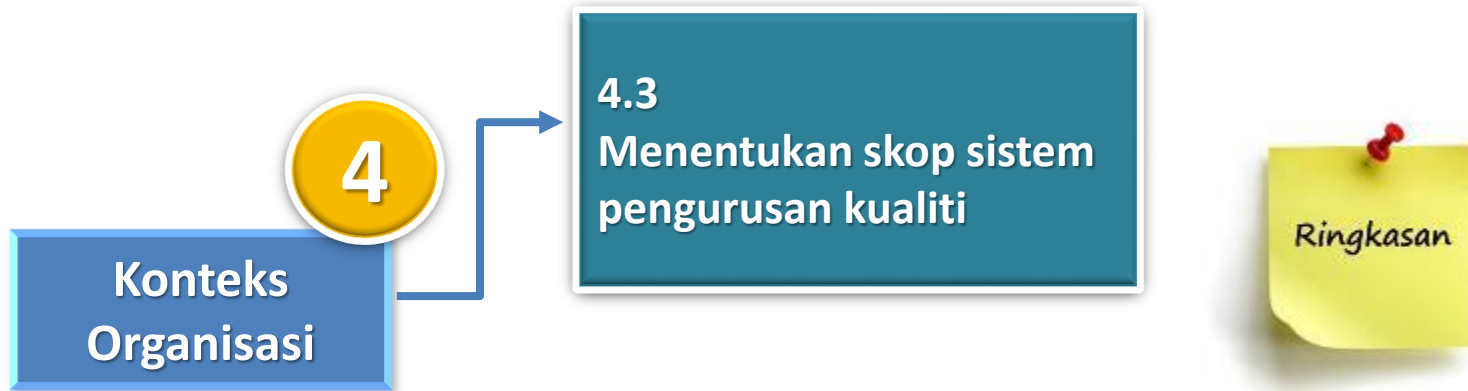 4
Konteks
Organisasi
4.3
Menentukan skop sistem
pengurusan kualiti
Ringkasan